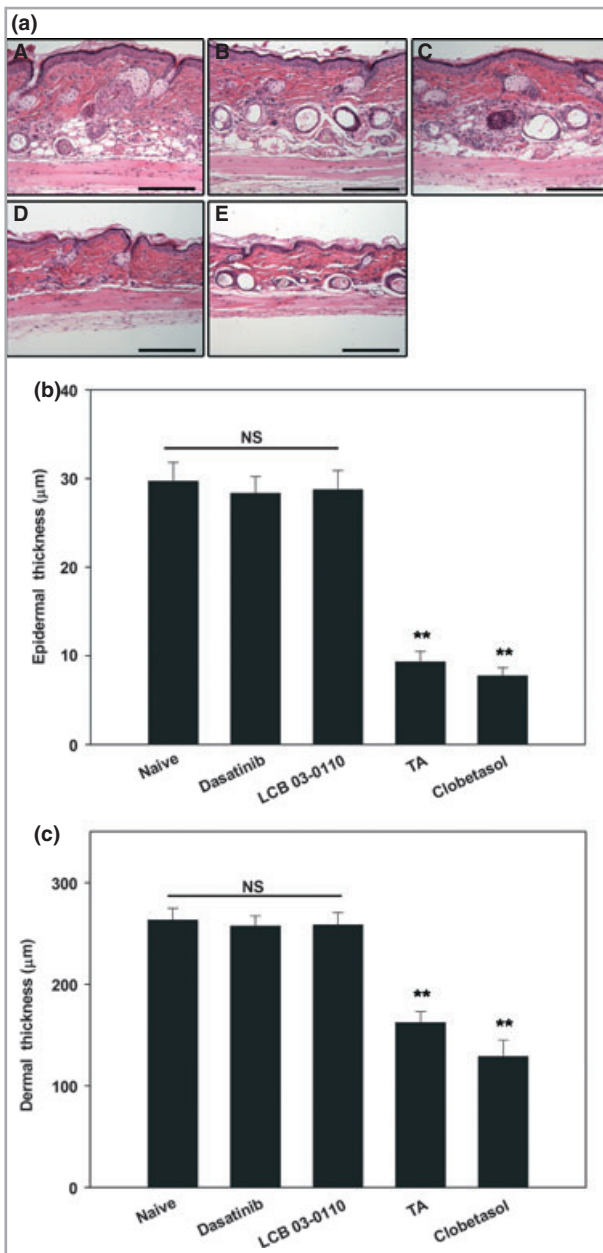 (a)
A
B
C
D
E
(b)
40
30
20
10
0
Epidermal thickness (μm)
NS
**
**
Naive
Dasatinib
LCB 03-0110
TA
Clobetasol
(c)
300
200
100
0
Dermal thickness (μm)
NS
**
**
Naive
Dasatinib
LCB 03-0110
TA
Clobetasol